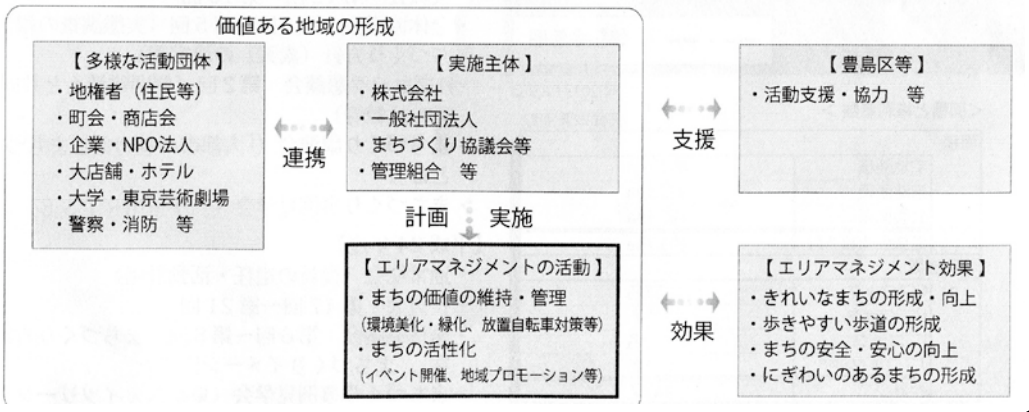 価値ある地域の形成
【多様な活動団体】
・地権者（住民等）
・町会・商店会
・企業・NPO法人
・大店舗・ホテル
・大学・東京芸術劇場
・警察・消防　等
連携
【実施主体】
・株式会社
・一般社団法人
・まちづくり協議会等
・管理組合　等
支援
【豊島区等】
・活動支援・協力　等
計画　実施
【エリアマネジメントの活動】
・まちの価値の維持・管理
（環境美化・緑化、放置自転車対策等）
・まちの活性化
（イベント開催、地域プロモーション等）
効果
【エリアマネジメント効果】
・きれいなまちの形成・向上
・歩きやすい歩道の形成
・まちの安全・安心の向上
・にぎわいのあるまちの形成